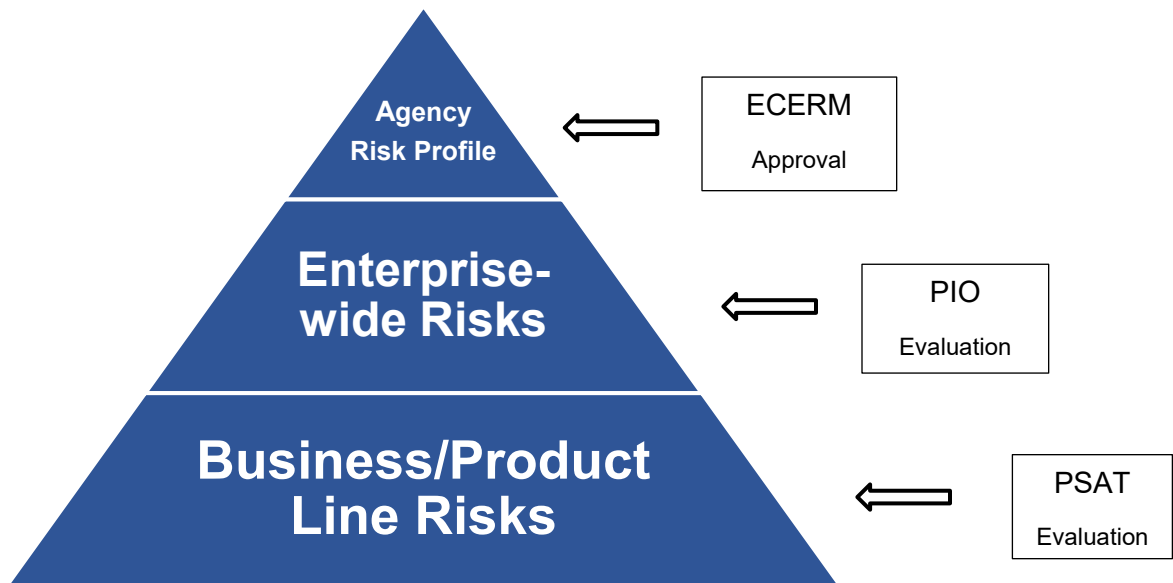 Agency
Risk Profile
ECERM
Approval
Enterprise-
wide Risks
PIO
Evaluation
Business/Product
Line Risks
PSAT
Evaluation